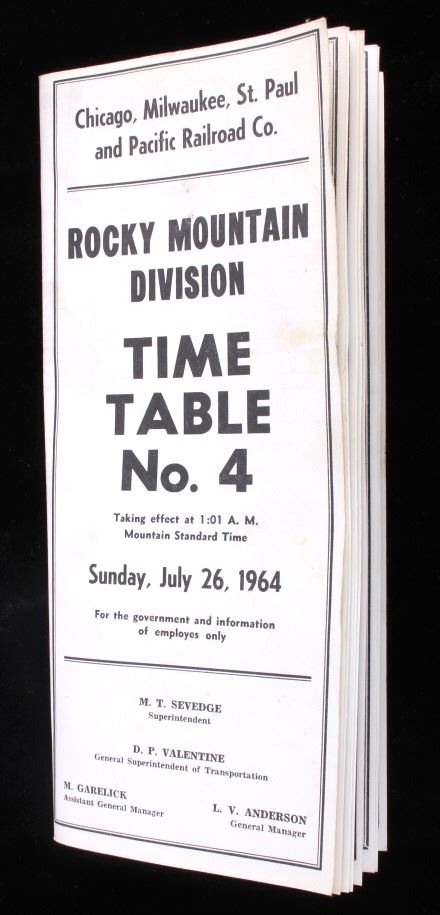 Chicago, Milwaukee, St. Paul
and Pacific Railroad Co.
ROCKY MOUNTAIN
DIVISION
TIME
TABLE
No. 4
Taking effect at 1:01 A. M.
Mountain Standard Time
Sunday, July 26, 1964
For the government and information
of employes only
M. T. SEVEDGE
Superintendent
D. P. VALENTINE
General Superintendent of Transportation
M. GARELICK
Assistant General Manager
L. V. ANDERSON
General Manager